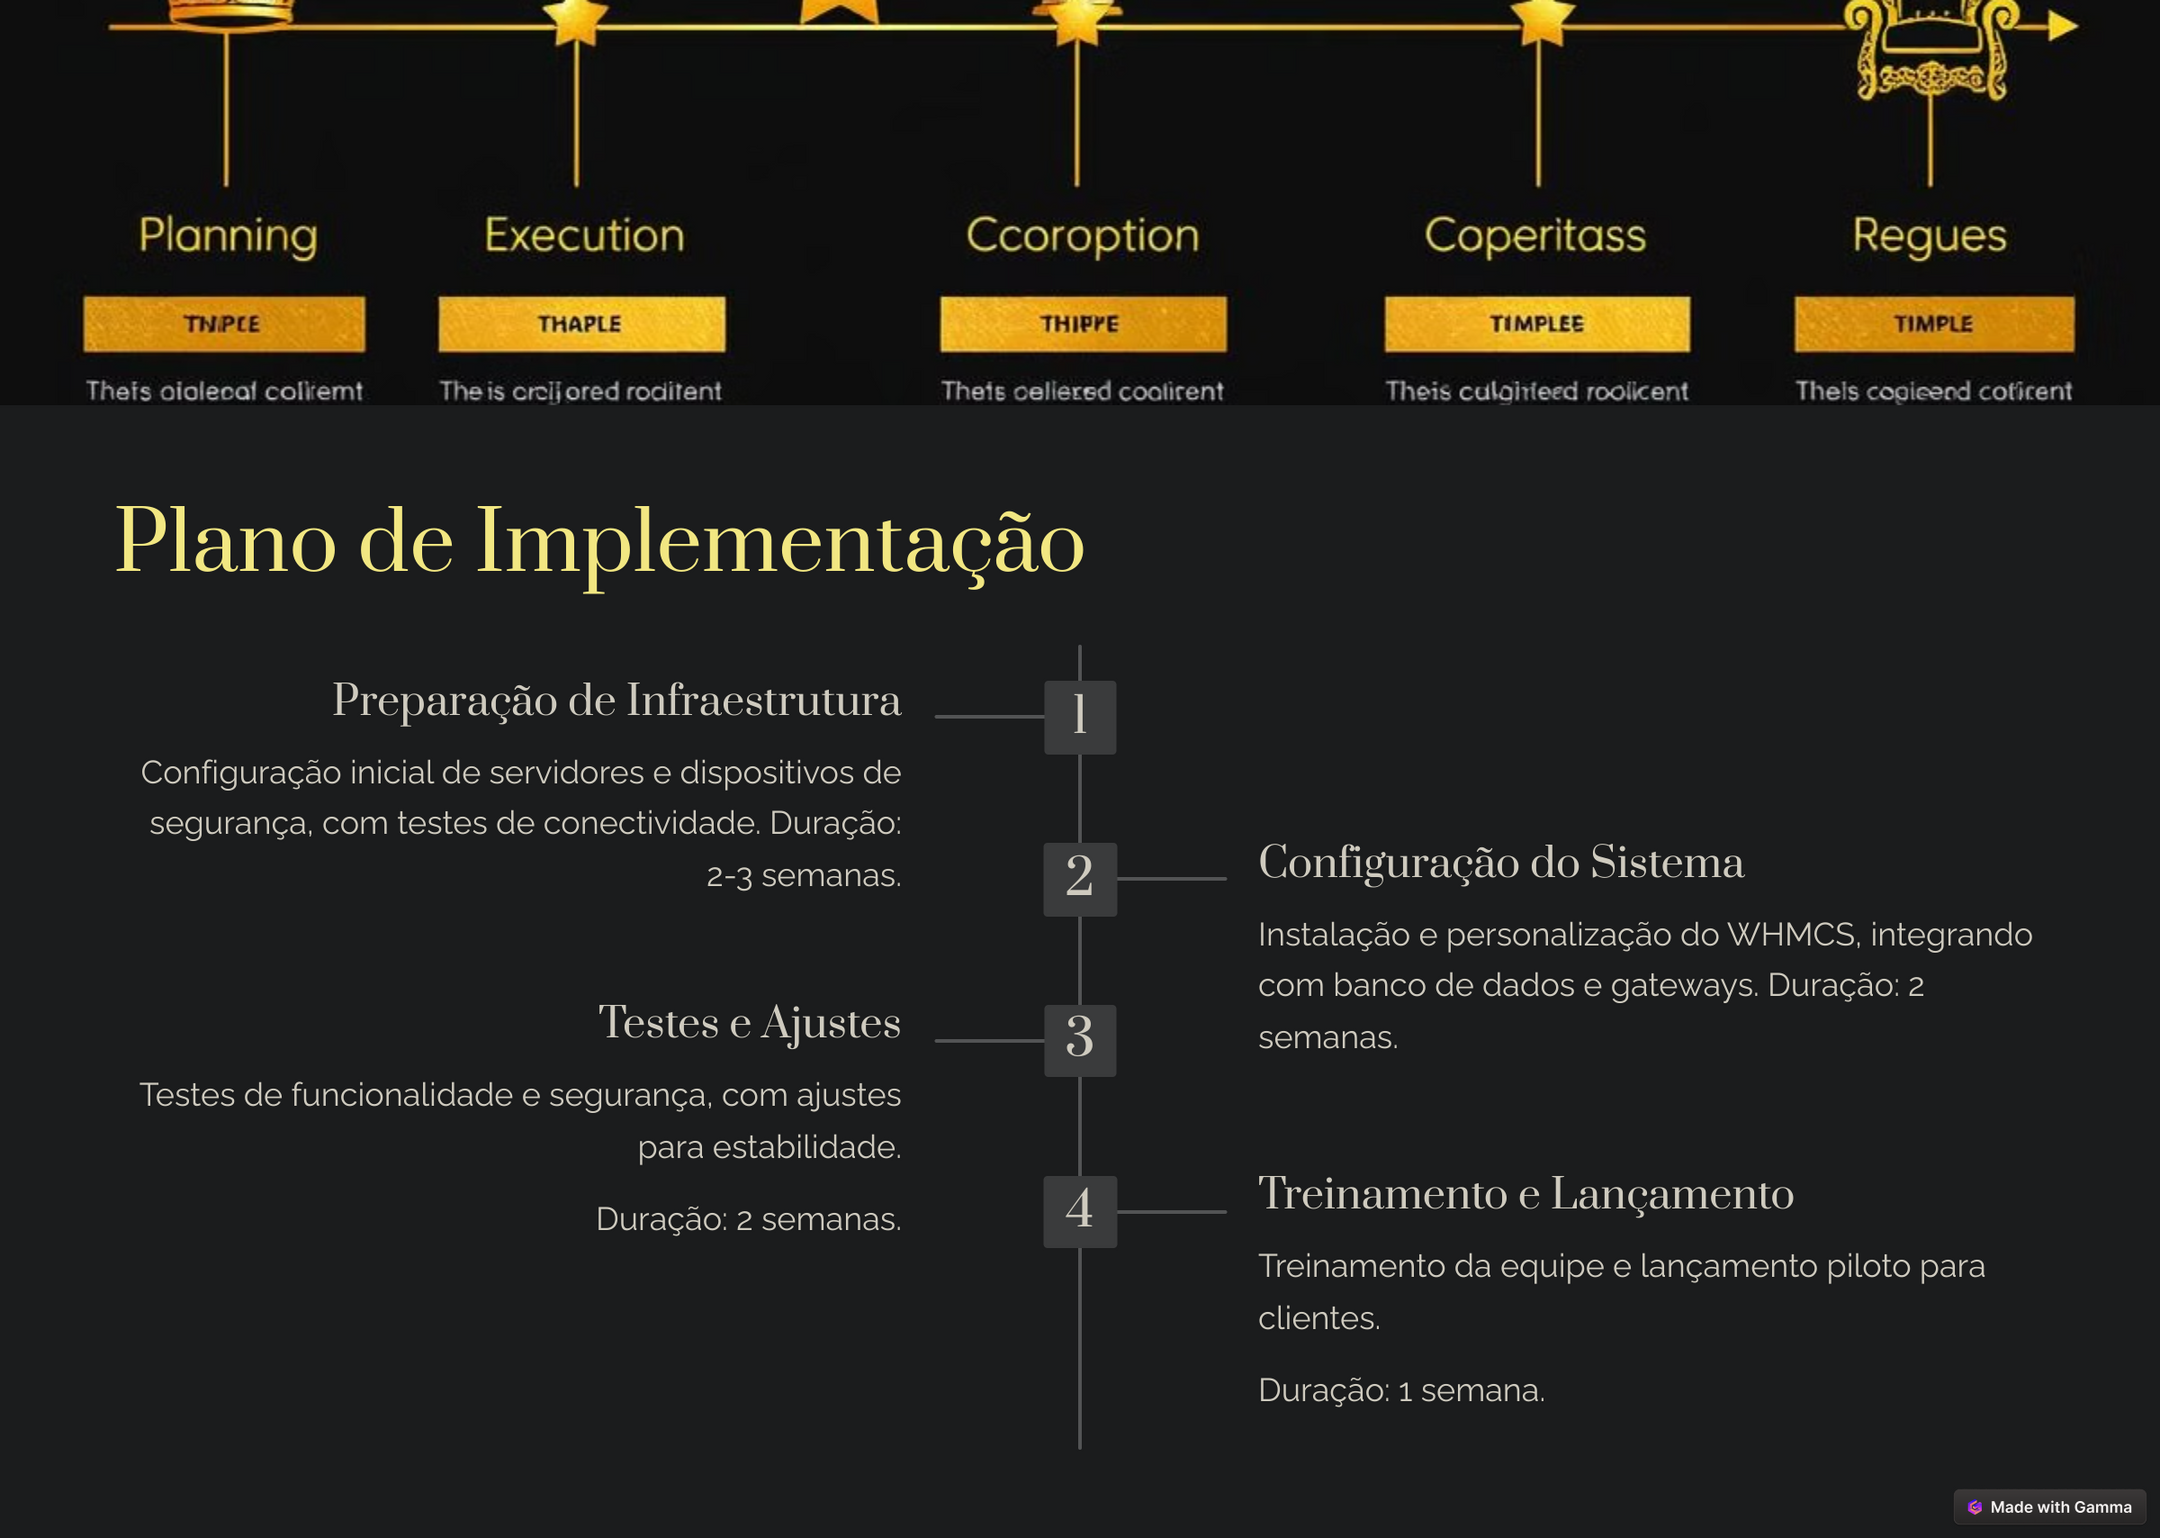 Planning
Execution
Ccoroption
Coperitass
Regues
TNIPCE
THAPLE
THIPPE
TIMPLEE
TIMPLE
Plano de Implementação
1
Preparação de Infraestrutura
Configuração inicial de servidores e dispositivos de
segurança, com testes de conectividade. Duração:
2-3 semanas.
2
Configuração do Sistema
Instalação e personalização do WHMCS, integrando
com banco de dados e gateways. Duração: 2
semanas.
3
Testes e Ajustes
Testes de funcionalidade e segurança, com ajustes
para estabilidade.
Duração: 2 semanas.
4
Treinamento e Lançamento
Treinamento da equipe e lançamento piloto para
clientes.
Duração: 1 semana.
Made with Gamma